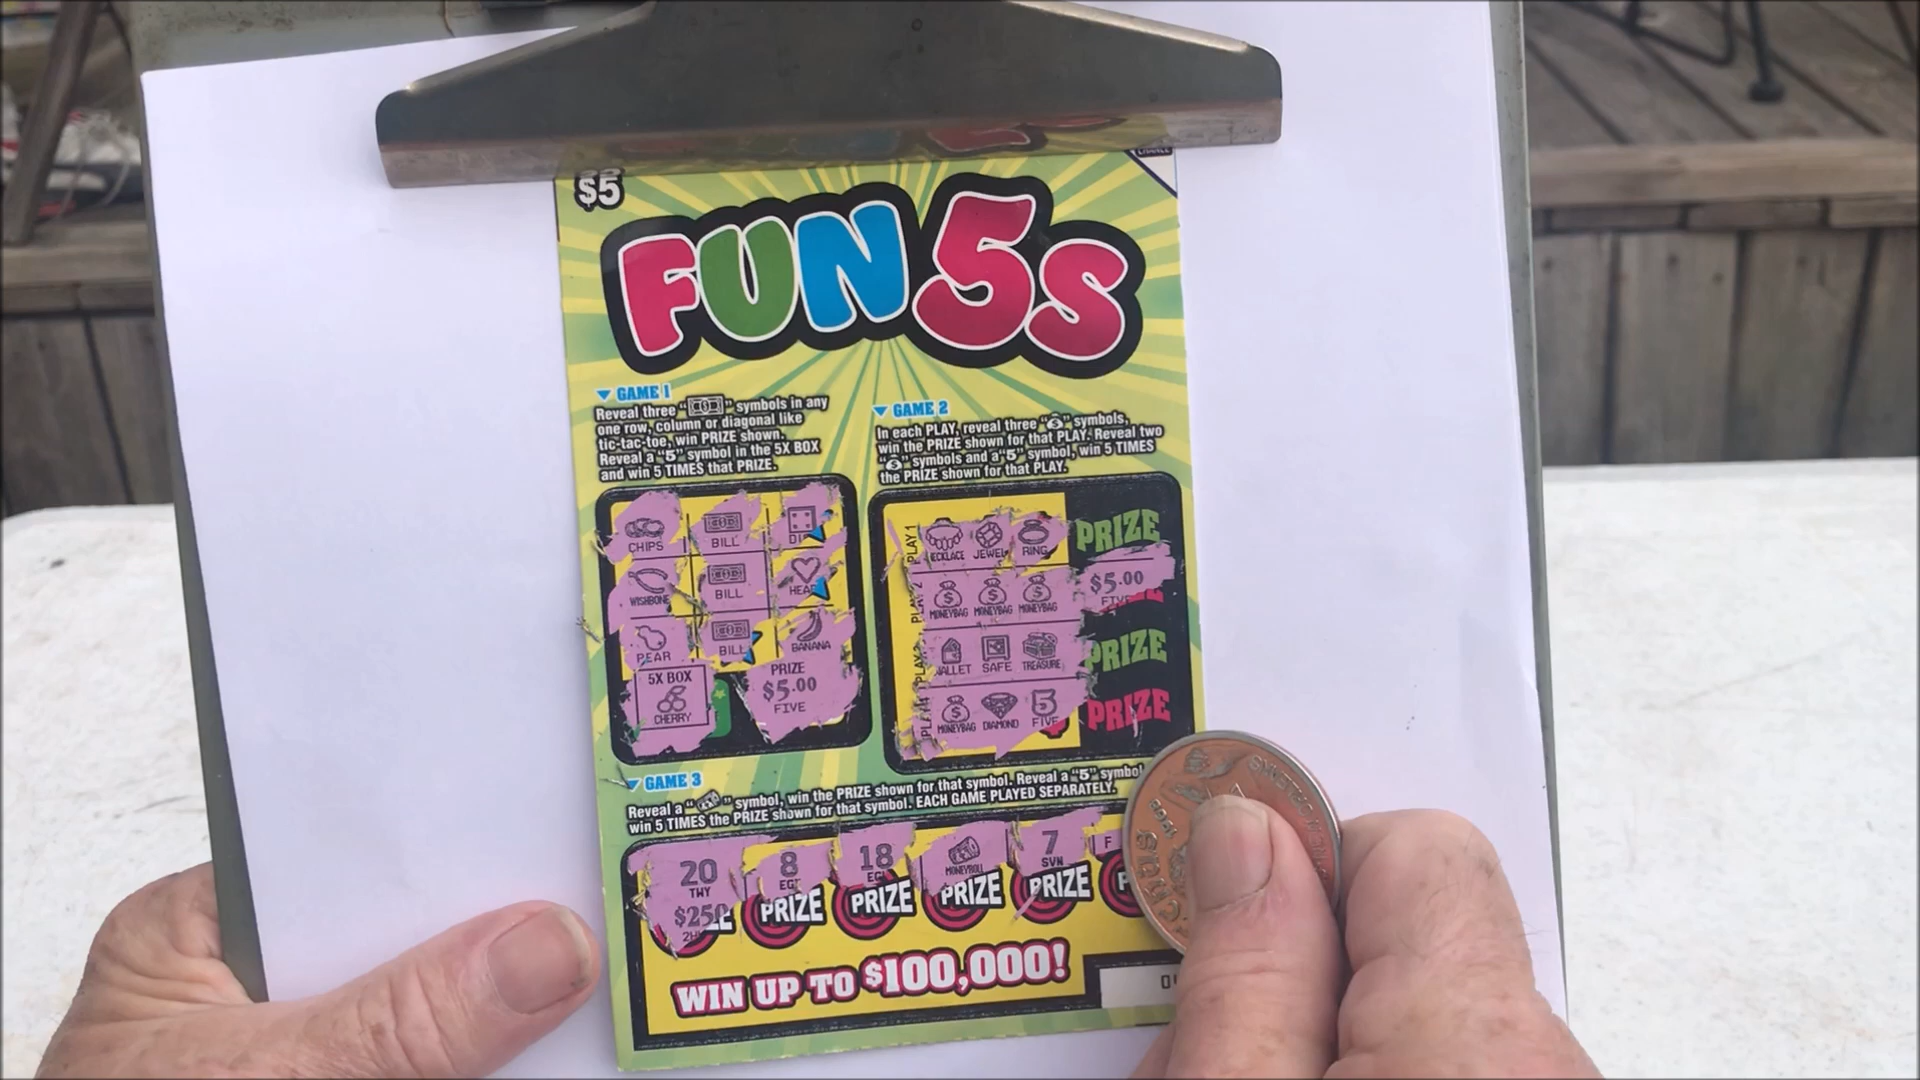 $5
CHANCE
FUN 5s
GAME 1
Reveal three "" symbols in any
one row, column or diagonal like
tic-tac-toe, win PRIZE shown.
Reveal a "5" symbol in the 5X BOX
and win 5 TIMES that PRIZE.
CHIPS BILL
WISHBONE BILL
PEAR BILL BANANA
5X BOX
CHERRY
PRIZE
$5.00
FIVE
GAME 2
In each PLAY, reveal three "$" symbols,
win the PRIZE shown for that PLAY. Reveal two
"$" symbols and a "5" symbol, win 5 TIMES
the PRIZE shown for that PLAY.
PLAY 1
JEWEL RING
PRIZE
PLAY 2
MONEYBAG MONEYBAG MONEYBAG
$5.00
SAFE TREASURE
PRIZE
PLAY 4
MONEYBAG DIAMOND 5 FIVE
PRIZE
GAME 3
Reveal a "" symbol, win the PRIZE shown for that symbol. Reveal a "5" symbol
win 5 TIMES the PRIZE shown for that symbol. EACH GAME PLAYED SEPARATELY.
20 8 18 7
TWY MONEYROLL SVN
$250 PRIZE PRIZE PRIZE PRIZE
WIN UP TO $100,000!